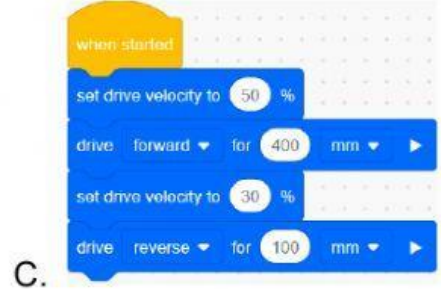 when started
set drive velocity to 50 %
drive forward for 400 mm
set drive velocity to 30 %
drive reverse for 100 mm
C.